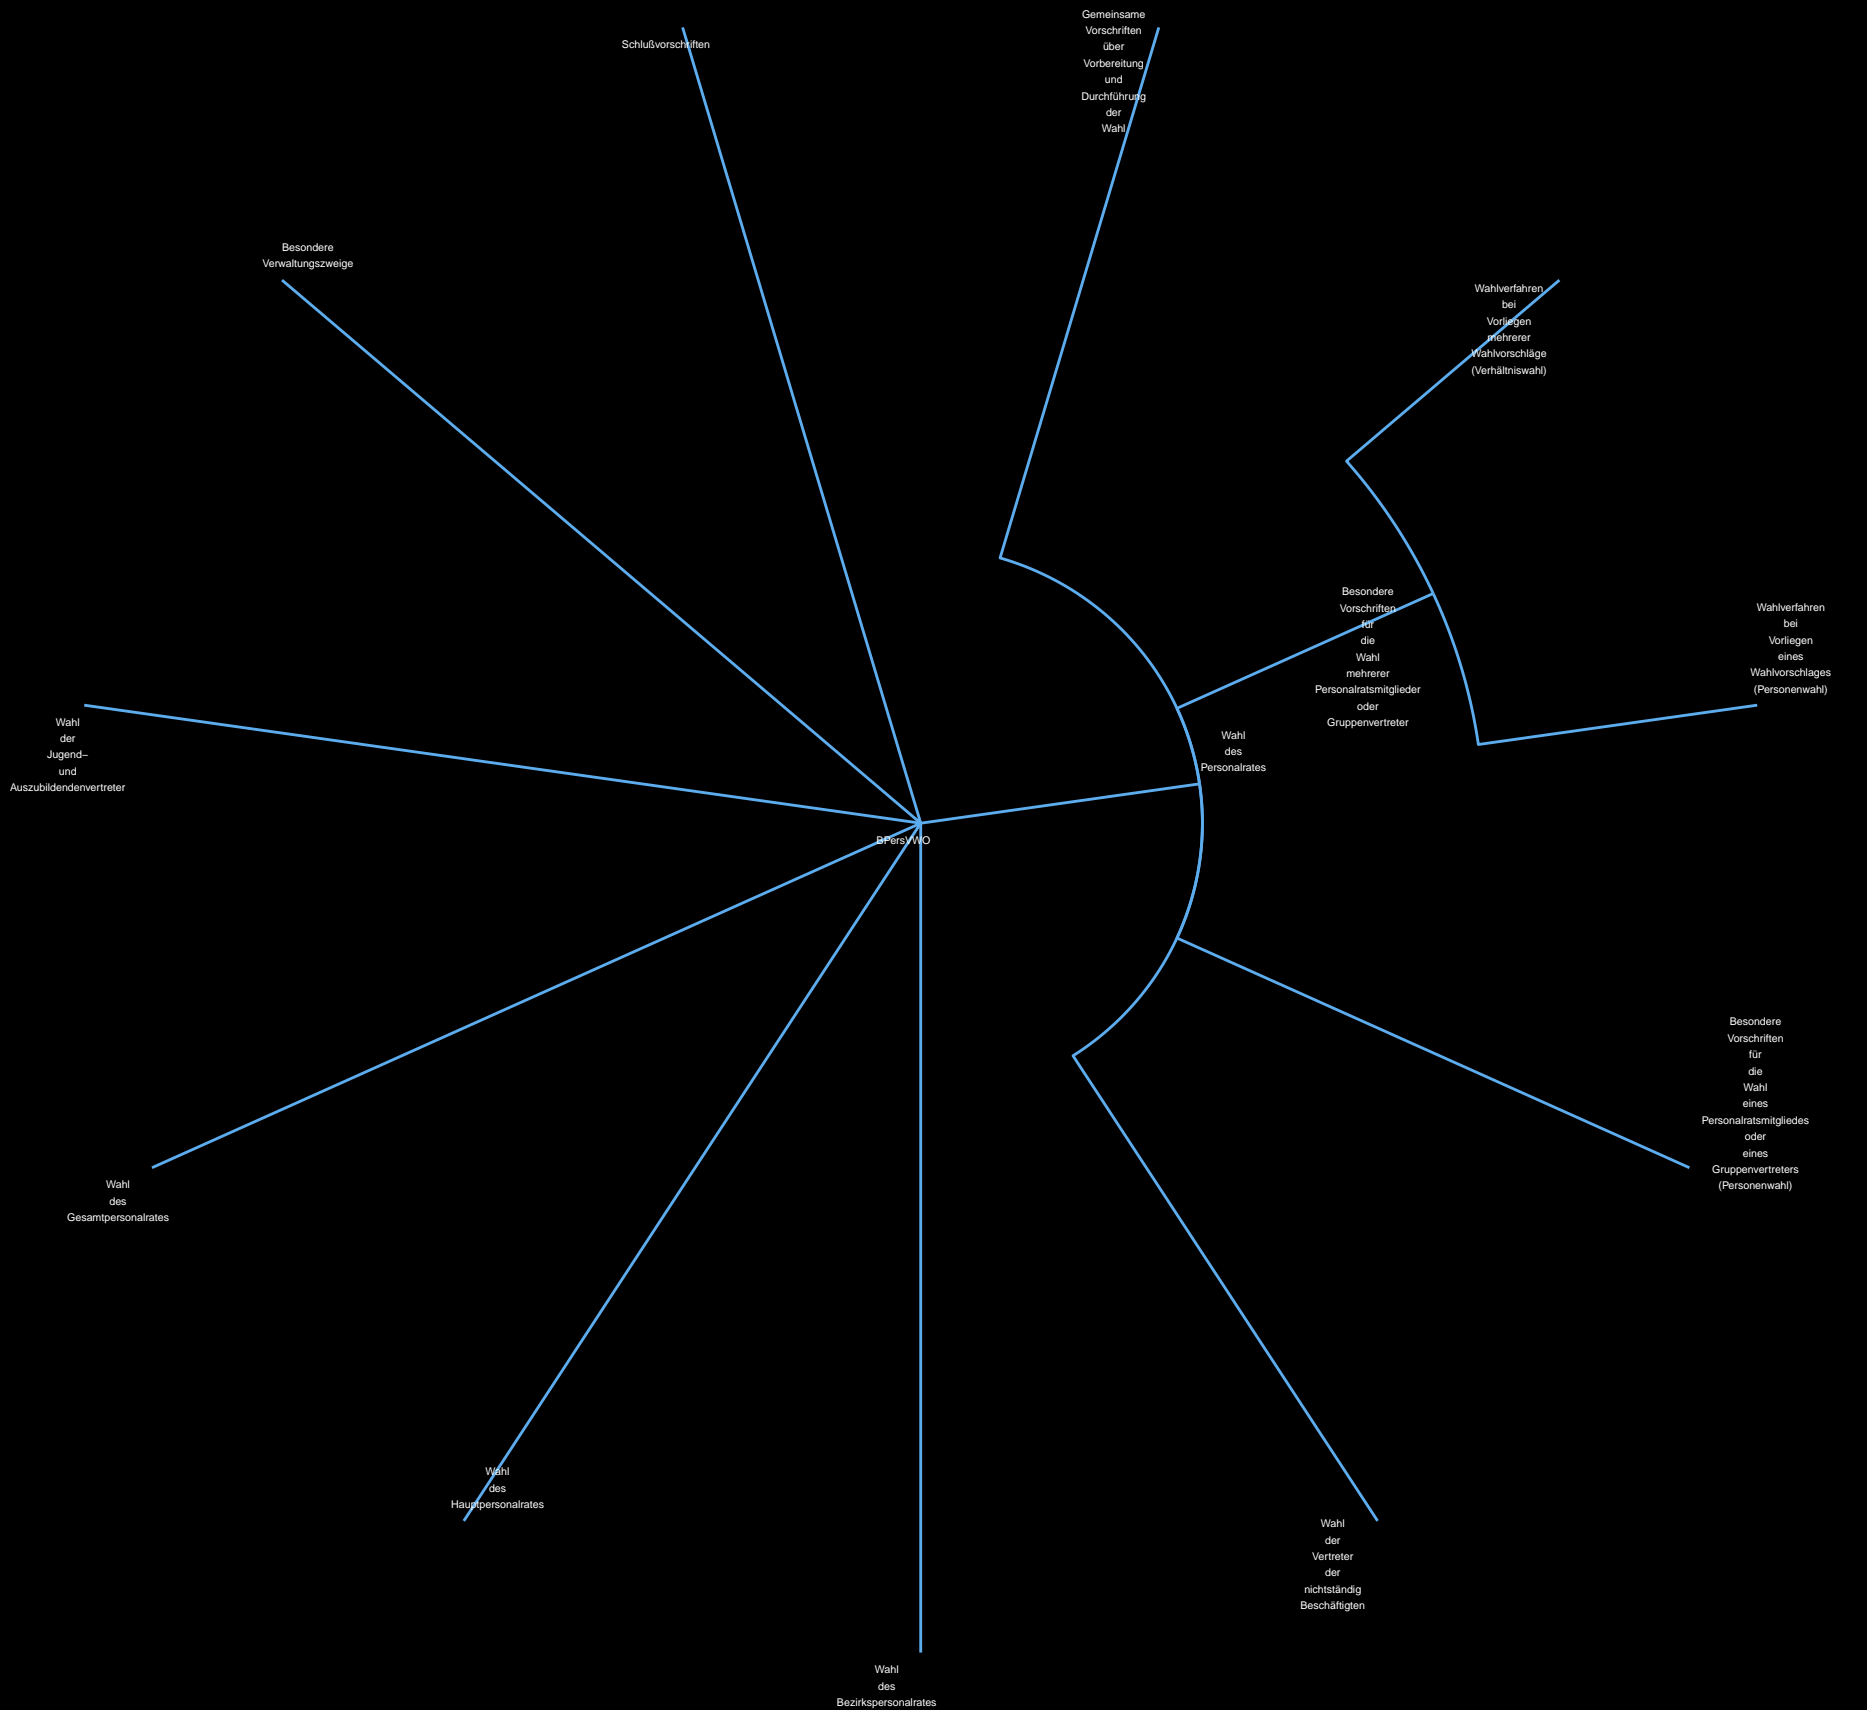 Gemeinsame
Vorschriften
über
Vorbereitung
und
Durchführung
der
Wahl
Schlußvorschriften
Besondere
Verwaltungszweige
Wahlverfahren
bei
Vorliegen
mehrerer
Wahlvorschläge
(Verhältniswahl)
Besondere
Vorschriften
für
die
Wahl
mehrerer
Personalratsmitglieder
oder
Gruppenvertreter
Wahlverfahren
bei
Vorliegen
eines
Wahlvorschlages
(Personenwahl)
Wahl
der
Jugend–
und
Auszubildendenvertreter
Wahl
des
Personalrates
BPersVWO
Besondere
Vorschriften
für
die
Wahl
eines
Personalratsmitgliedes
oder
eines
Gruppenvertreters
(Personenwahl)
Wahl
des
Gesamtpersonalrates
Wahl
des
Hauptpersonalrates
Wahl
der
Vertreter
der
nichtständig
Beschäftigten
Wahl
des
Bezirkspersonalrates